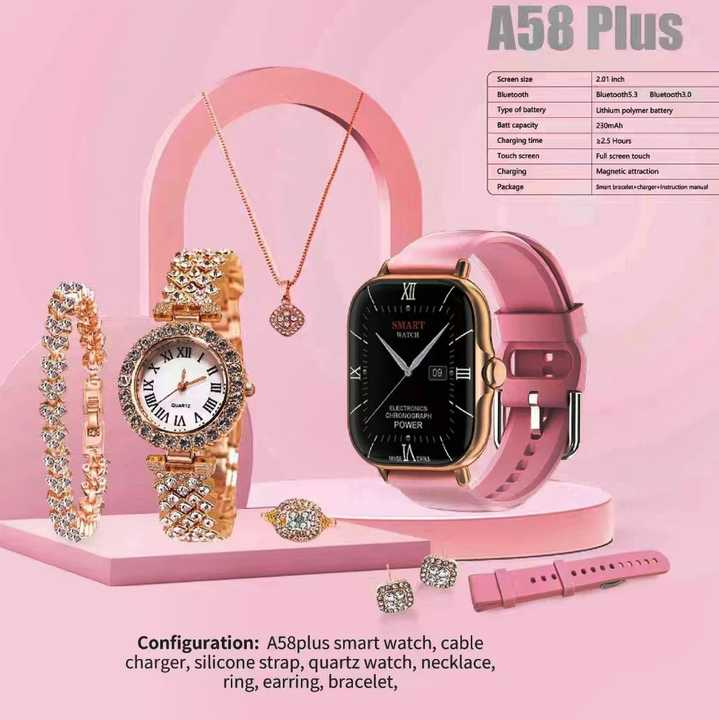 A58 Plus
Screen size 2.01 inch
Bluetooth Bluetooth5.3 Bluetooth3.0
Type of battery Lithium polymer battery
Batt capacity 230mAh
Charging time ≥2.5 Hours
Touch screen Full screen touch
Charging Magnetic attraction
Package Smart bracelet+charger+Instruction manual
XII
SMART
WATCH
IX
09
III
ELECTRONICS
CHRONOGRAPH
POWER
QUARTZ
Configuration: A58plus smart watch, cable
charger, silicone strap, quartz watch, necklace,
ring, earring, bracelet,